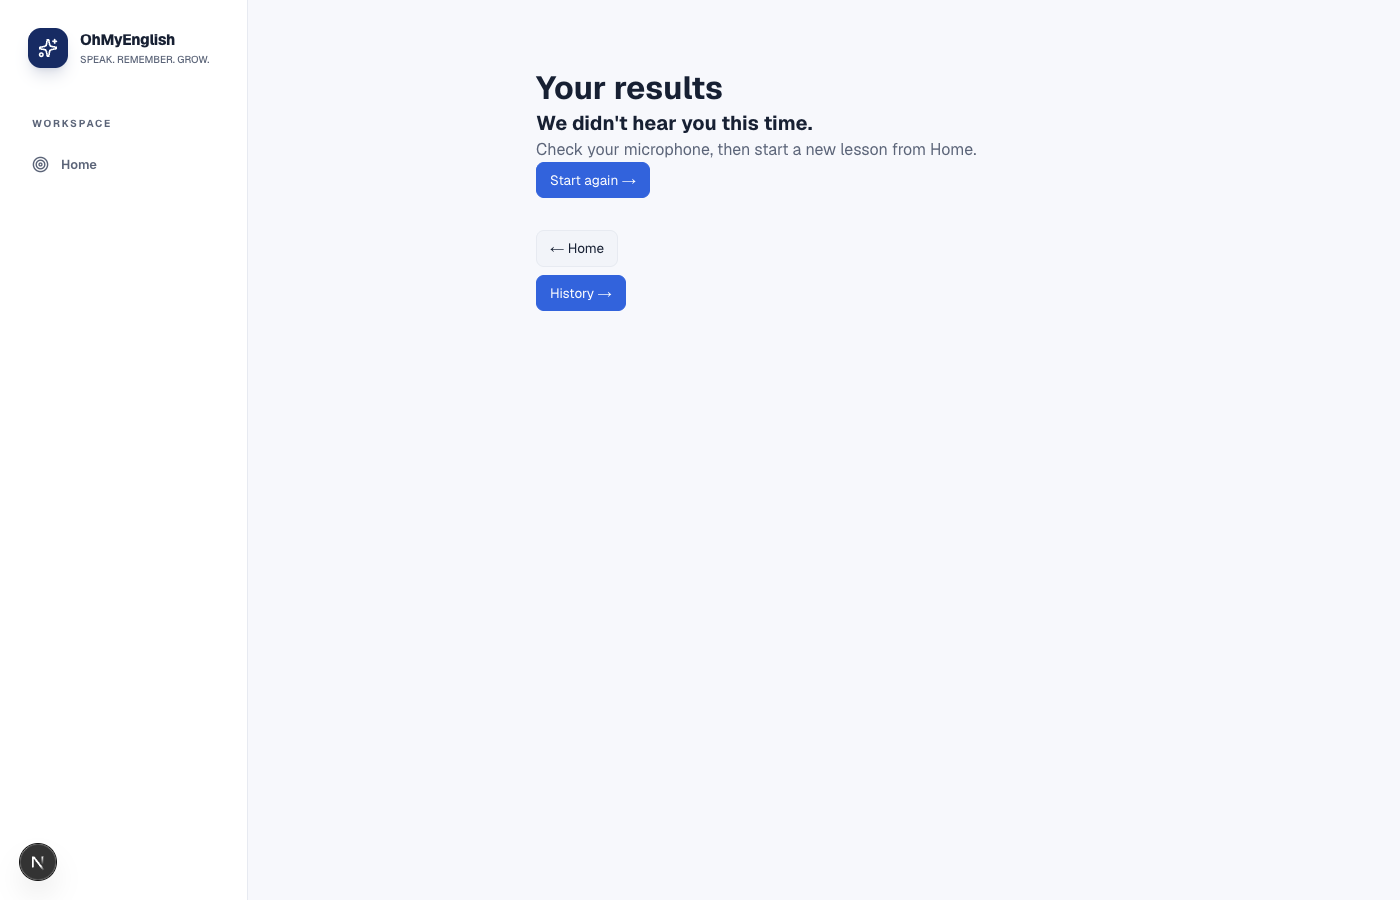 OhMyEnglish
SPEAK. REMEMBER. GROW.
WORKSPACE
Home
Your results
We didn't hear you this time.
Check your microphone, then start a new lesson from Home.
Start again →
← Home
History →
N